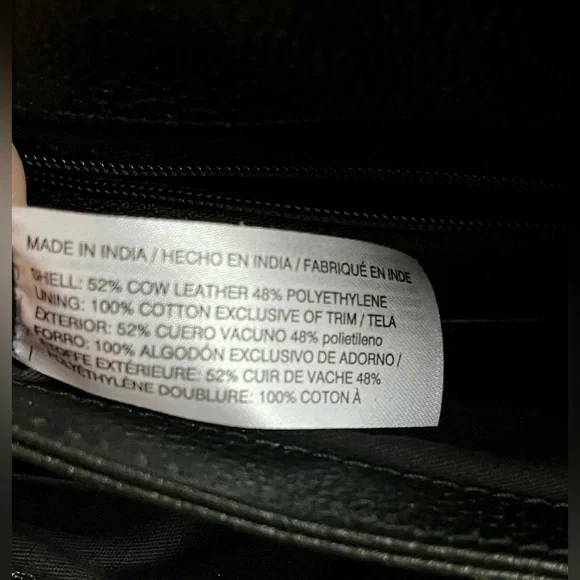 MADE IN INDIA / HECHO EN INDIA / FABRIQUÉ EN INDE
SHELL: 52% COW LEATHER 48% POLYETHYLENE
LINING: 100% COTTON EXCLUSIVE OF TRIM / TELA
EXTERIOR: 52% CUERO VACUNO 48% polietileno
FORRO: 100% ALGODÓN EXCLUSIVO DE ADORNO /
EXTÉRIEURE: 52% CUIR DE VACHE 48%
POLYÉTHYLÈNE DOUBLURE: 100% COTON À